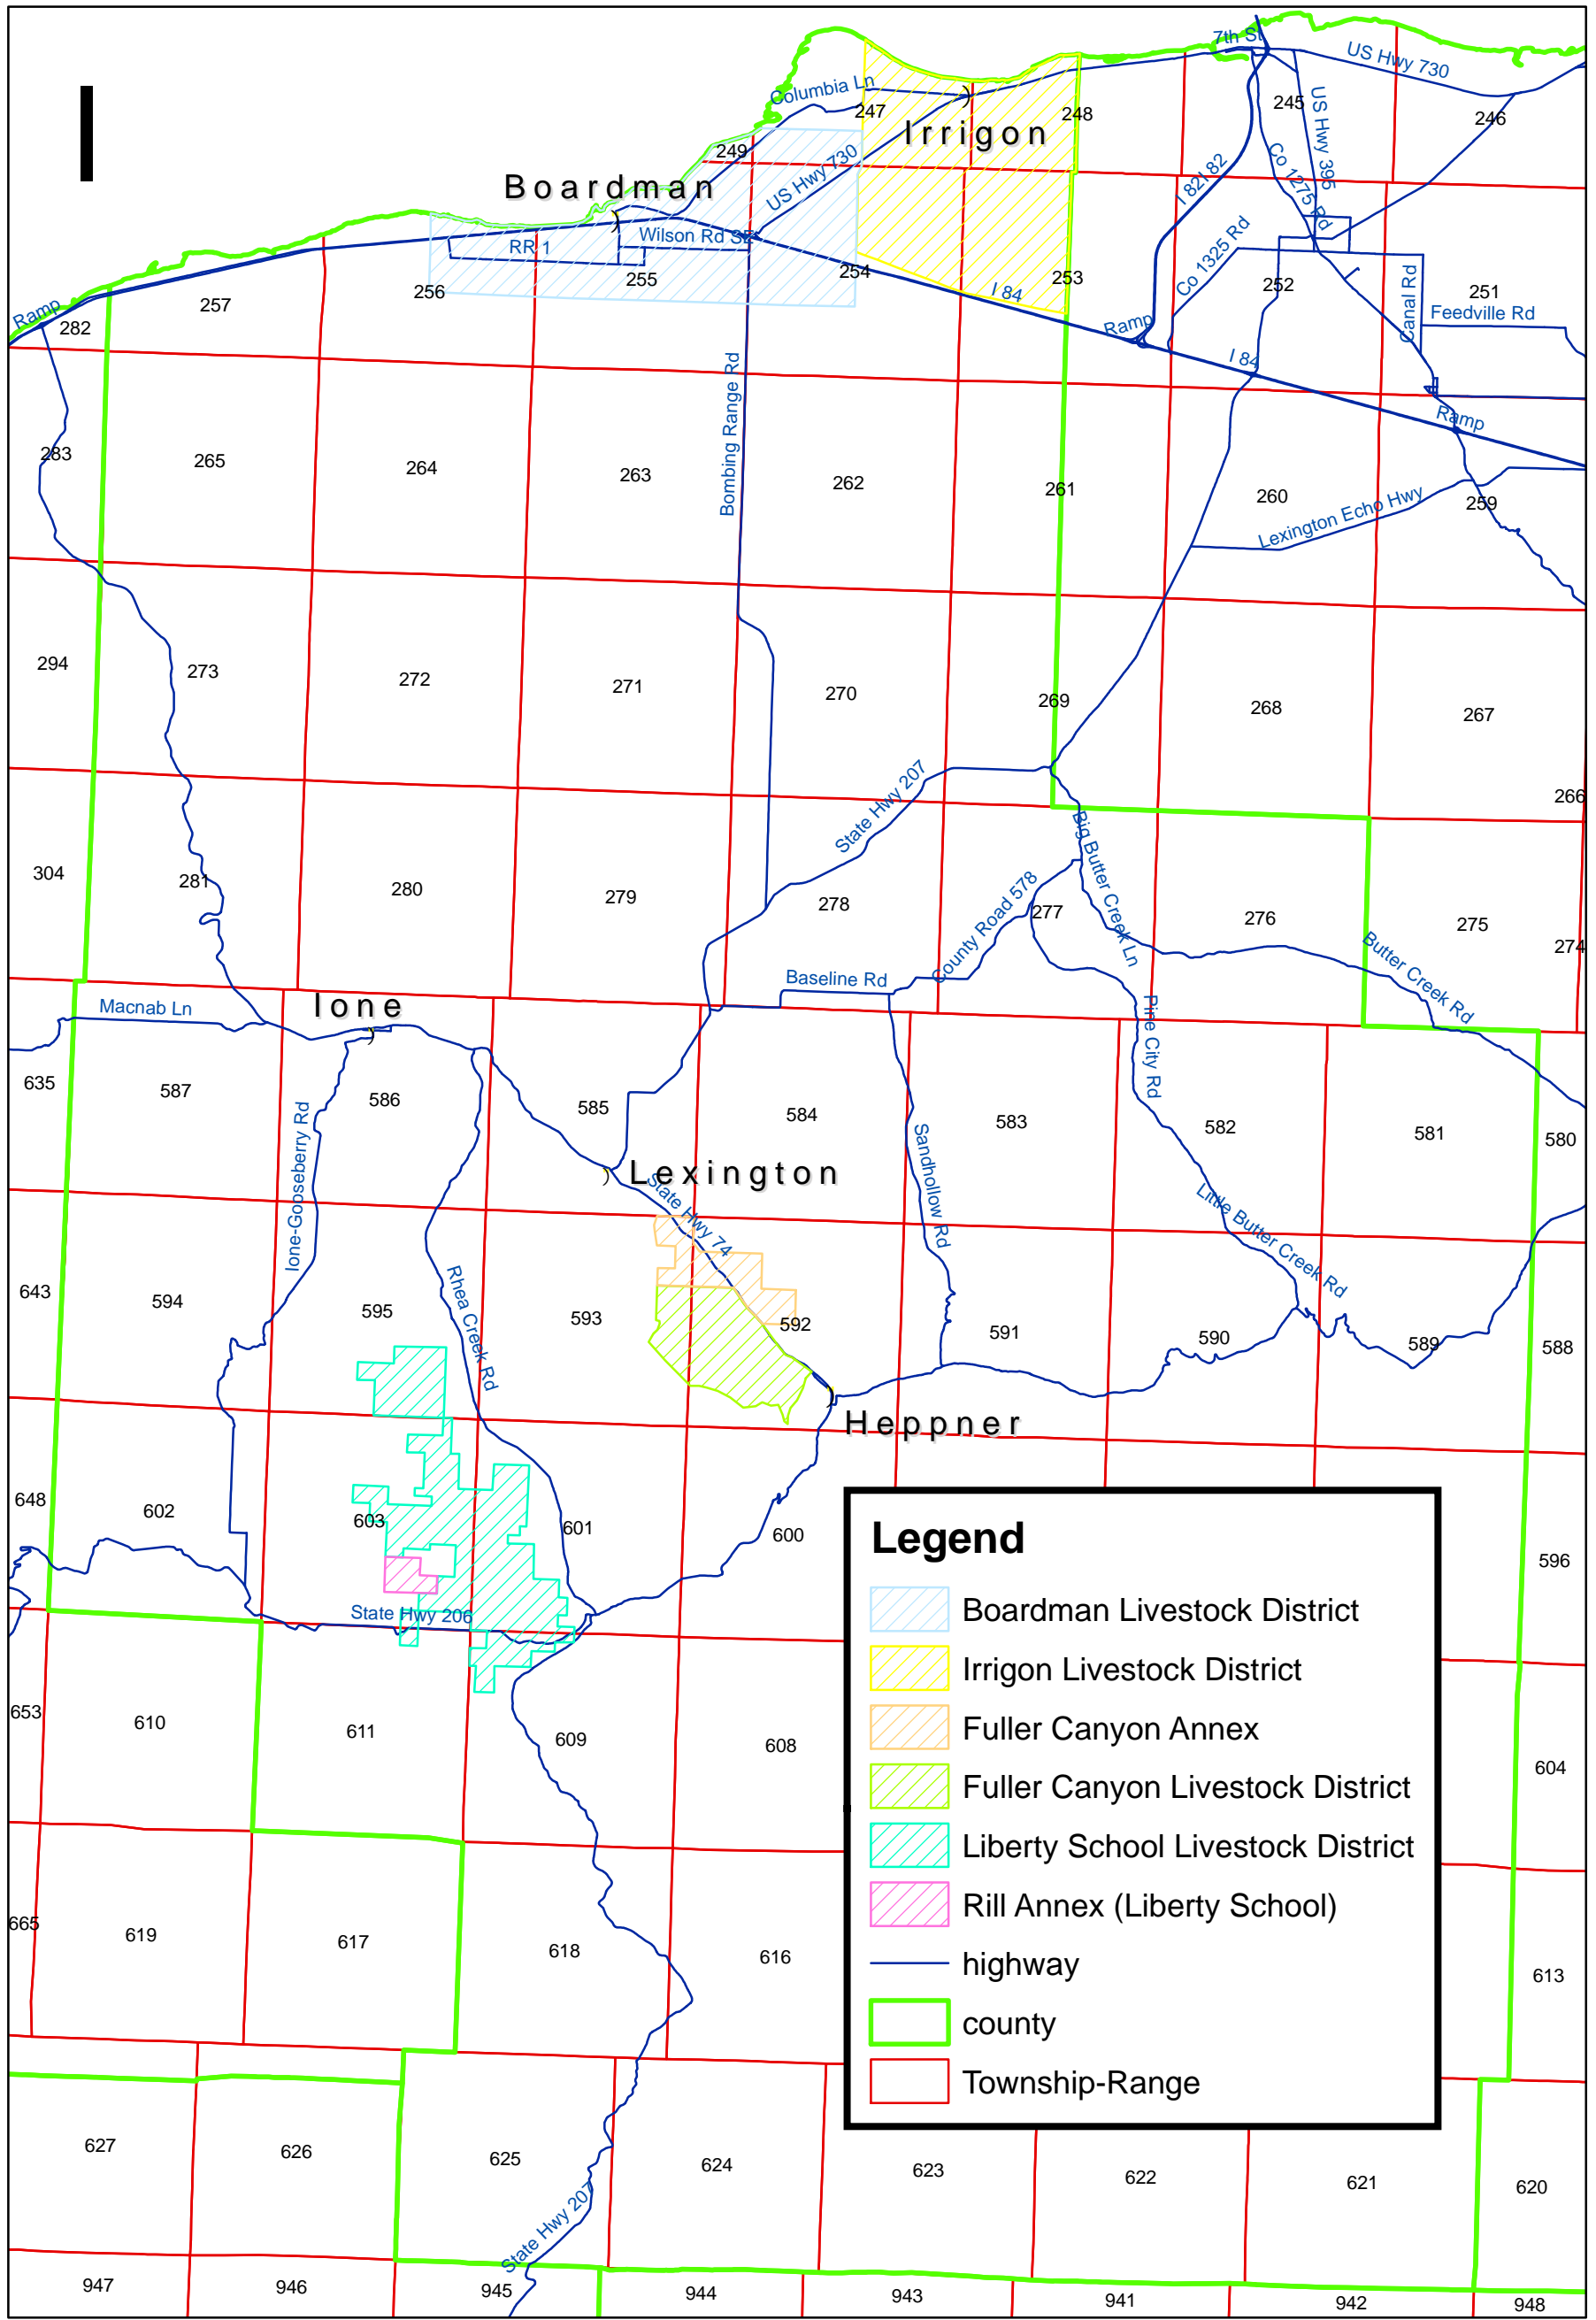 7th St
US Hwy 730
Columbia Ln
247
Irrigon
248
245
US Hwy 395
246
249
US Hwy 730
Boardman
I 82I 82
Co 1275 Rd
RR 1
Wilson Rd SE
Co 1325 Rd
257
256
255
254
253
252
251
Canal Rd
Feedville Rd
Ramp
282
I 84
Ramp
I 84
Ramp
Bombing Range Rd
283
265
264
263
262
261
260
259
Lexington Echo Hwy
294
273
272
271
270
269
268
267
266
State Hwy 207
Big Butter Creek Ln
304
281
280
279
278
County Road 578
277
276
275
274
Butter Creek Rd
Baseline Rd
Macnab Ln
Ione
Pine City Rd
635
587
586
585
584
583
582
581
580
Ione-Gooseberry Rd
Lexington
State Hwy 74
Sandhollow Rd
Little Butter Creek Rd
643
594
595
Rhea Creek Rd
593
592
591
590
589
588
Heppner
648
602
603
601
600
596
State Hwy 206
653
610
611
609
608
604
665
619
617
618
616
613
Legend
Boardman Livestock District
Irrigon Livestock District
Fuller Canyon Annex
Fuller Canyon Livestock District
Liberty School Livestock District
Rill Annex (Liberty School)
highway
county
Township-Range
627
626
625
624
623
622
621
620
State Hwy 207
947
946
945
944
943
941
942
948